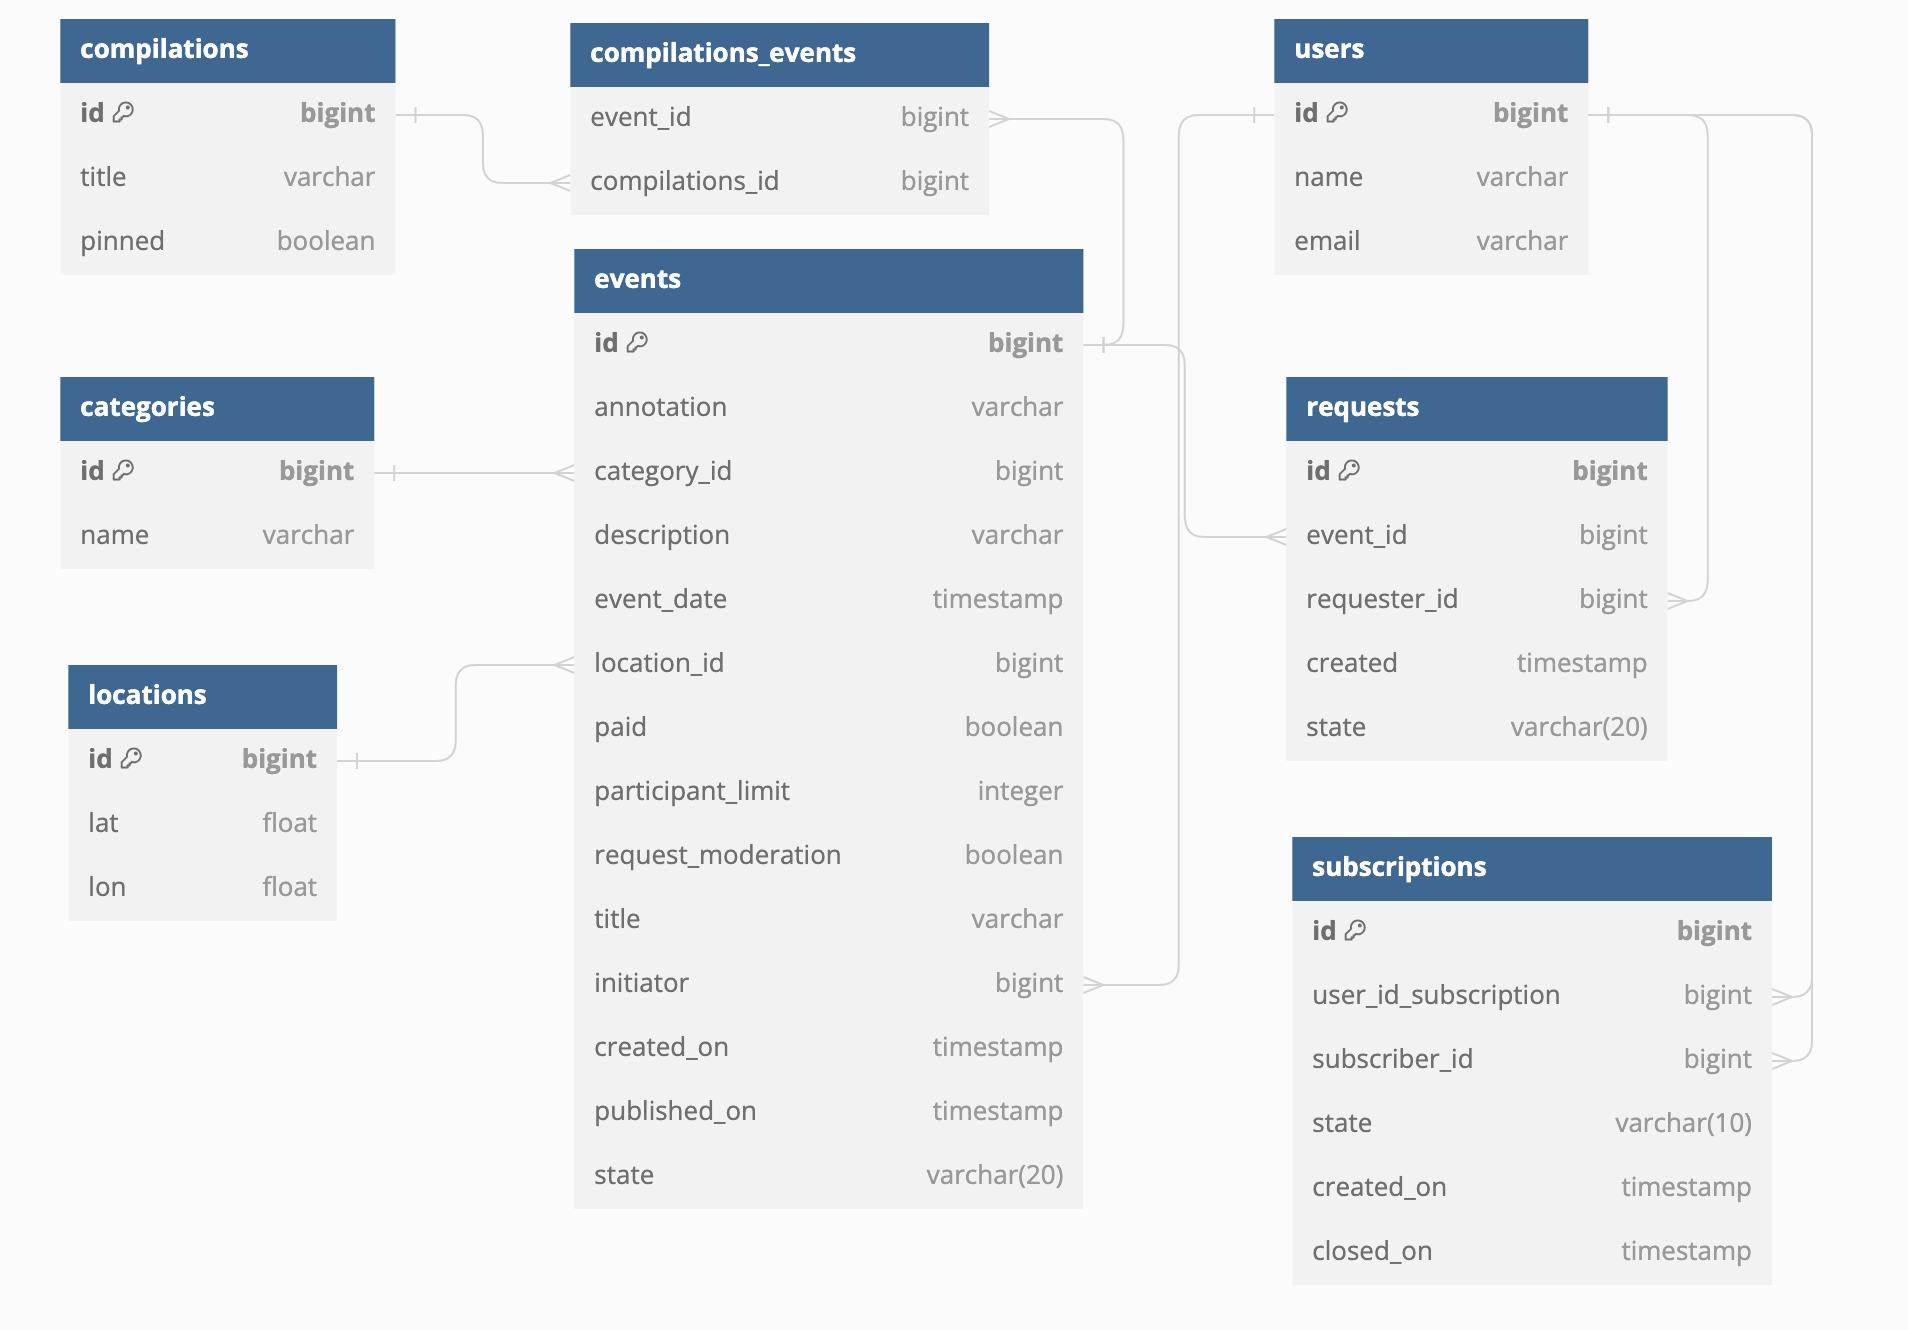 compilations
id bigint
title varchar
pinned boolean
compilations_events
event_id bigint
compilations_id bigint
users
id bigint
name varchar
email varchar
events
id bigint
annotation varchar
category_id bigint
description varchar
event_date timestamp
location_id bigint
paid boolean
participant_limit integer
request_moderation boolean
title varchar
initiator bigint
created_on timestamp
published_on timestamp
state varchar(20)
categories
id bigint
name varchar
requests
id bigint
event_id bigint
requester_id bigint
created timestamp
state varchar(20)
locations
id bigint
lat float
lon float
subscriptions
id bigint
user_id_subscription bigint
subscriber_id bigint
state varchar(10)
created_on timestamp
closed_on timestamp